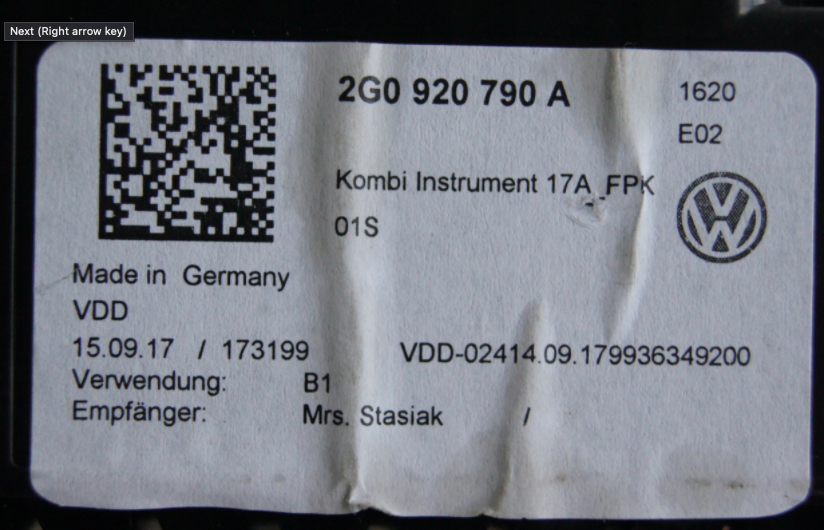 Next (Right arrow key)
2G0 920 790 A
1620
E02
Kombi Instrument 17A_FPK
01S
Made in Germany
VDD
15.09.17 / 173199
VDD-02414.09.179936349200
Verwendung: B1
Empfänger: Mrs. Stasiak /